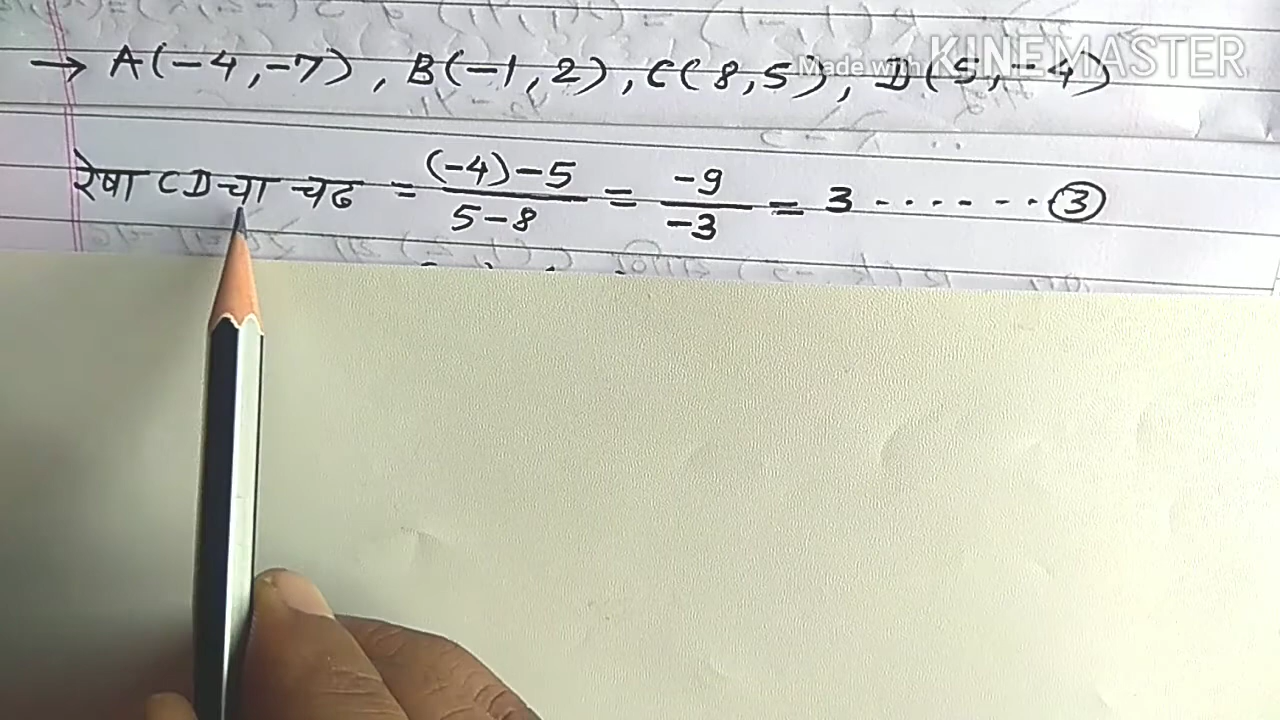 → A(-4,-7), B(-1,2), C(8,5), D(5,-4)
Made with KINEMASTER
रेषा CD चा चढ = (-4)-5 / 5-8 = -9 / -3 = 3 ------- ③